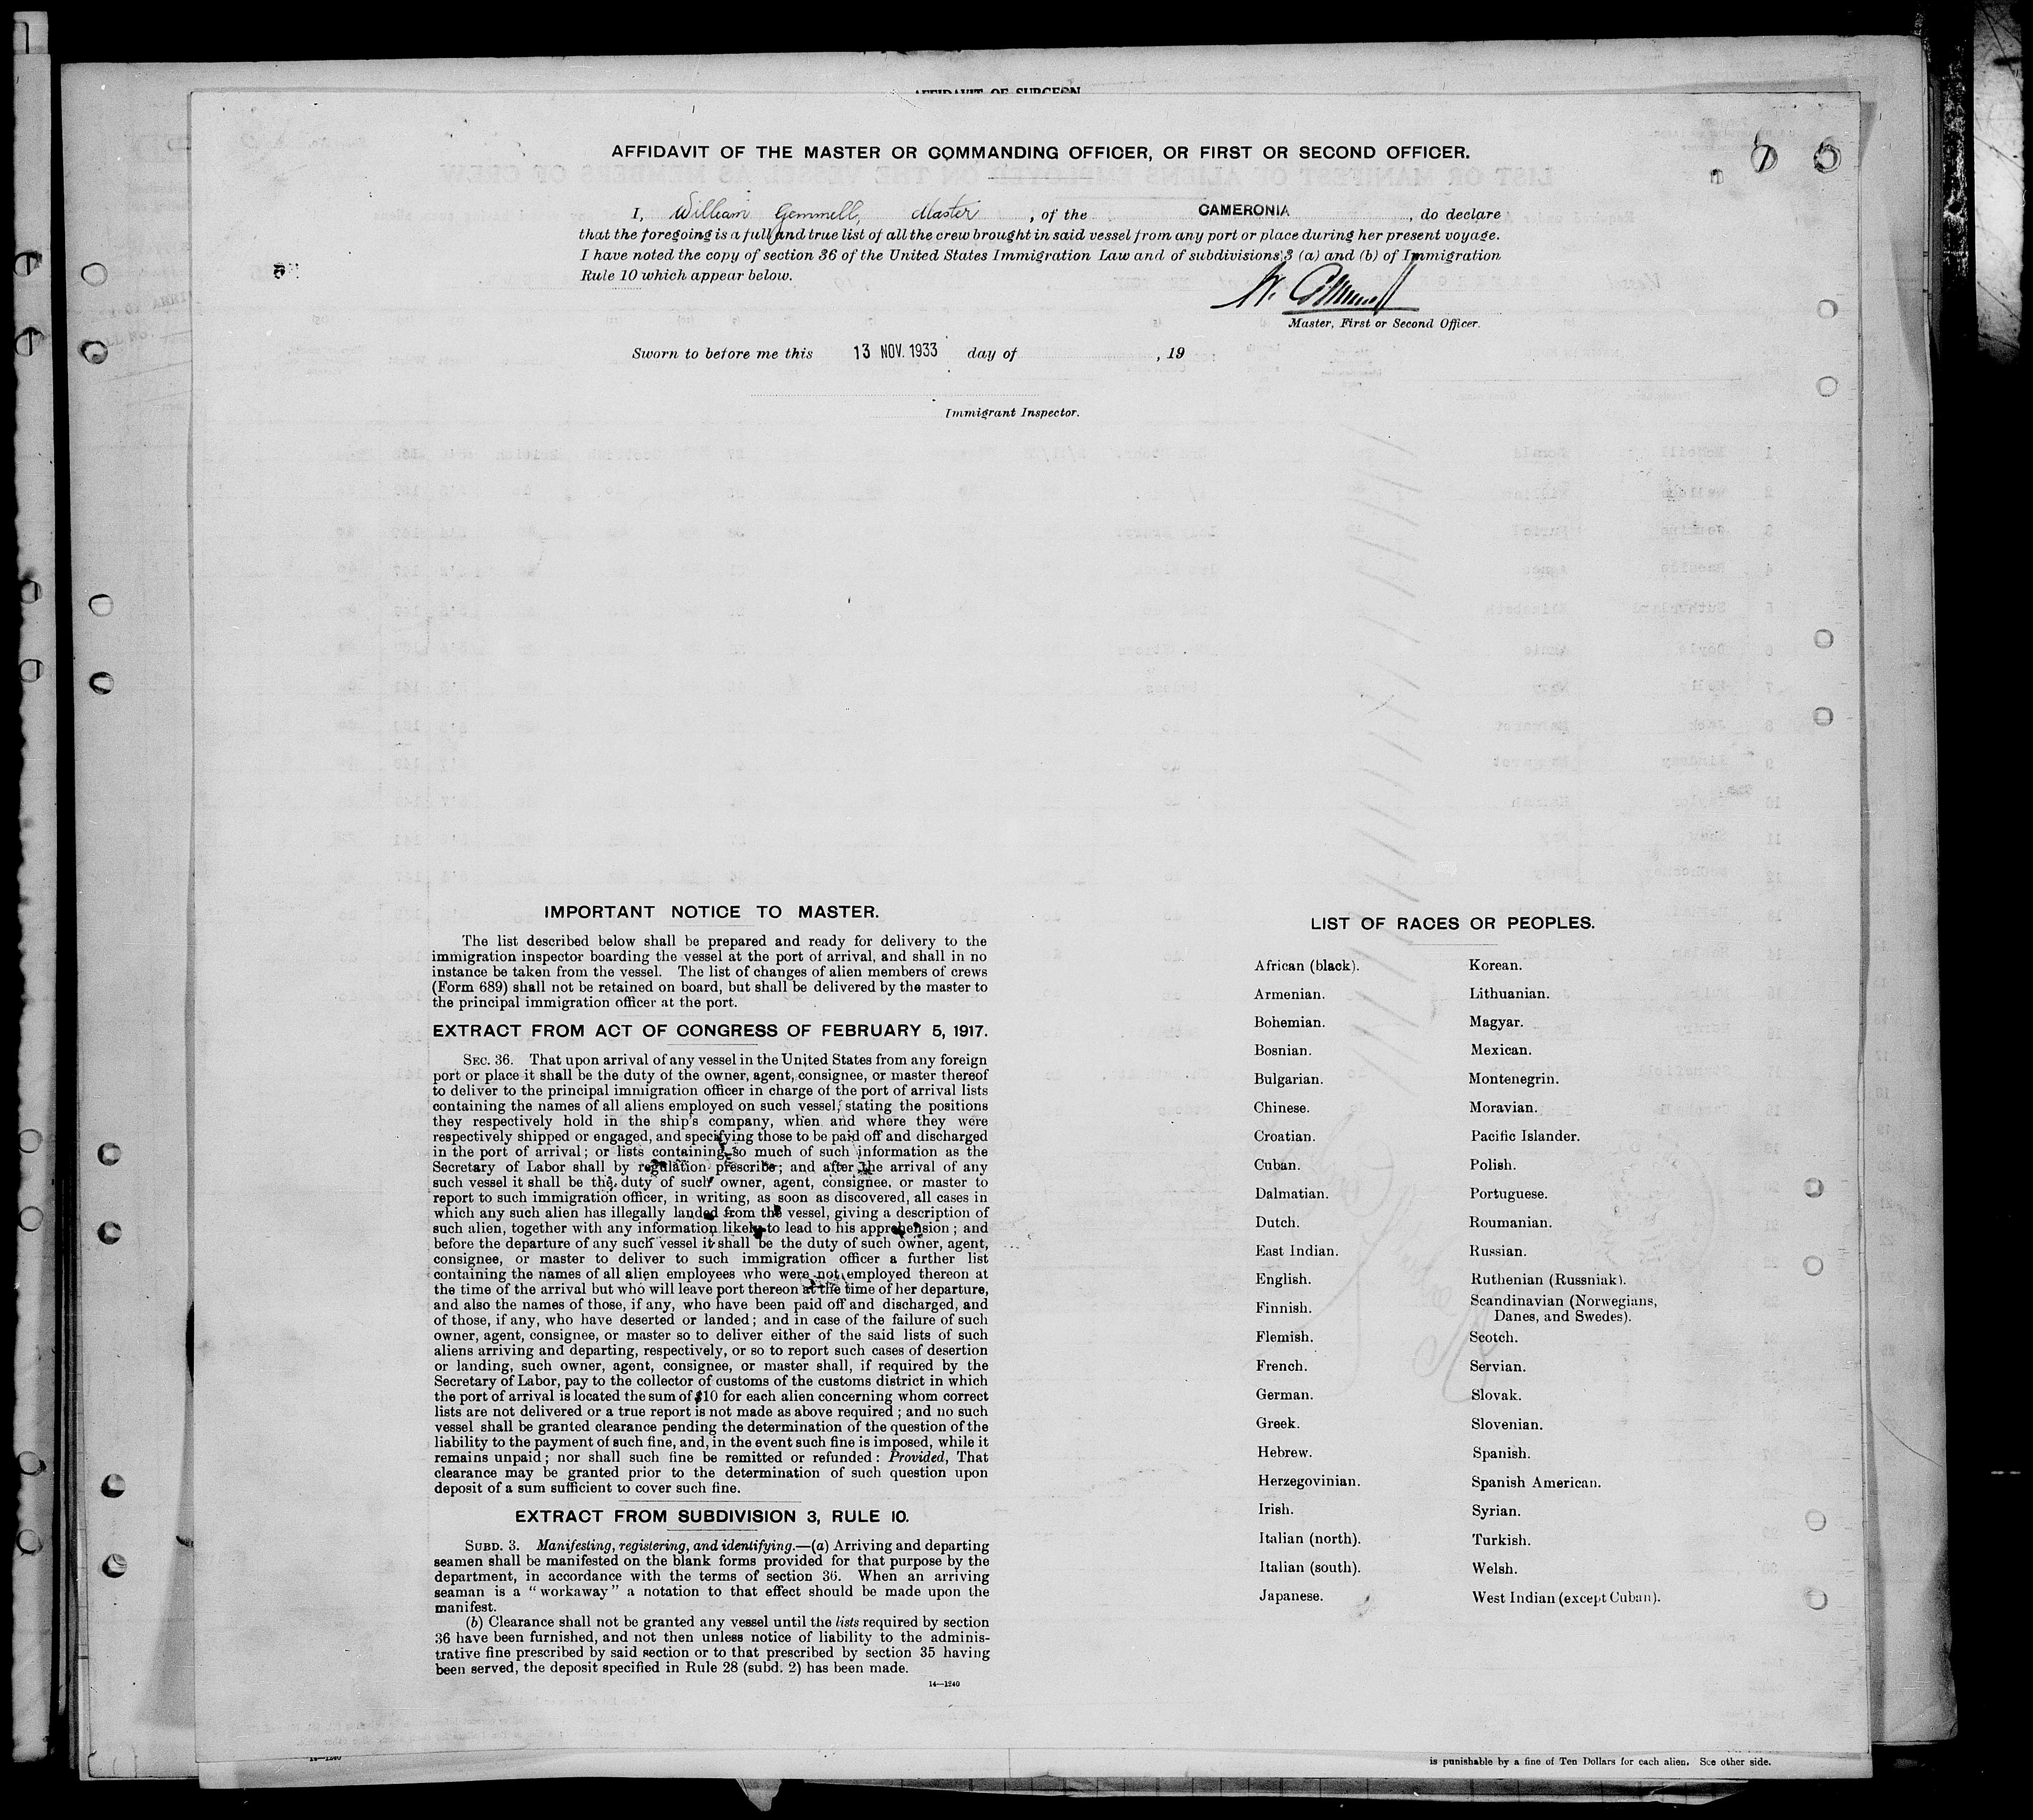 AFFIDAVIT OF SURGEON
AFFIDAVIT OF THE MASTER OR COMMANDING OFFICER, OR FIRST OR SECOND OFFICER.
I, William Gemmell, Master, of the CAMERONIA, do declare
that the foregoing is a full and true list of all the crew brought in said vessel from any port or place during her present voyage.
I have noted the copy of section 36 of the United States Immigration Law and of subdivisions 3 (a) and (b) of Immigration
Rule 10 which appear below.
W. Gemmell
Master, First or Second Officer.
Sworn to before me this 13 NOV. 1933 day of , 19
Immigrant Inspector.
IMPORTANT NOTICE TO MASTER.
The list described below shall be prepared and ready for delivery to the
immigration inspector boarding the vessel at the port of arrival, and shall in no
instance be taken from the vessel. The list of changes of alien members of crews
(Form 689) shall not be retained on board, but shall be delivered by the master to
the principal immigration officer at the port.
EXTRACT FROM ACT OF CONGRESS OF FEBRUARY 5, 1917.
SEC. 36. That upon arrival of any vessel in the United States from any foreign
port or place it shall be the duty of the owner, agent, consignee, or master thereof
to deliver to the principal immigration officer in charge of the port of arrival lists
containing the names of all aliens employed on such vessel, stating the positions
they respectively hold in the ship's company, when and where they were
respectively shipped or engaged, and specifying those to be paid off and discharged
in the port of arrival; or lists containing so much of such information as the
Secretary of Labor shall by regulation prescribe; and after the arrival of any
such vessel it shall be the duty of such owner, agent, consignee, or master to
report to such immigration officer, in writing, as soon as discovered, all cases in
which any such alien has illegally landed from the vessel, giving a description of
such alien, together with any information likely to lead to his apprehension; and
before the departure of any such vessel it shall be the duty of such owner, agent,
consignee, or master to deliver to such immigration officer a further list
containing the names of all alien employees who were not employed thereon at
the time of the arrival but who will leave port thereon at the time of her departure,
and also the names of those, if any, who have been paid off and discharged, and
of those, if any, who have deserted or landed; and in case of the failure of such
owner, agent, consignee, or master so to deliver either of the said lists of such
aliens arriving and departing, respectively, or so to report such cases of desertion
or landing, such owner, agent, consignee, or master shall, if required by the
Secretary of Labor, pay to the collector of customs of the customs district in which
the port of arrival is located the sum of $10 for each alien concerning whom correct
lists are not delivered or a true report is not made as above required; and no such
vessel shall be granted clearance pending the determination of the question of the
liability to the payment of such fine, and, in the event such fine is imposed, while it
remains unpaid; nor shall such fine be remitted or refunded: Provided, That
clearance may be granted prior to the determination of such question upon
deposit of a sum sufficient to cover such fine.
EXTRACT FROM SUBDIVISION 3, RULE 10.
SUBD. 3. Manifesting, registering, and identifying.—(a) Arriving and departing
seamen shall be manifested on the blank forms provided for that purpose by the
department, in accordance with the terms of section 36. When an arriving
seaman is a "workaway" a notation to that effect should be made upon the
manifest.
(b) Clearance shall not be granted any vessel until the lists required by section
36 have been furnished, and not then unless notice of liability to the adminis-
trative fine prescribed by said section or to that prescribed by section 35 having
been served, the deposit specified in Rule 28 (subd. 2) has been made.
14—1240
LIST OF RACES OR PEOPLES.
African (black).
Armenian.
Bohemian.
Bosnian.
Bulgarian.
Chinese.
Croatian.
Cuban.
Dalmatian.
Dutch.
East Indian.
English.
Finnish.
Flemish.
French.
German.
Greek.
Hebrew.
Herzegovinian.
Irish.
Italian (north).
Italian (south).
Japanese.
Korean.
Lithuanian.
Magyar.
Mexican.
Montenegrin.
Moravian.
Pacific Islander.
Polish.
Portuguese.
Roumanian.
Russian.
Ruthenian (Russniak).
Scandinavian (Norwegians,
Danes, and Swedes).
Scotch.
Servian.
Slovak.
Slovenian.
Spanish.
Spanish American.
Syrian.
Turkish.
Welsh.
West Indian (except Cuban).
14—1240
is punishable by a fine of Ten Dollars for each alien. See other side.